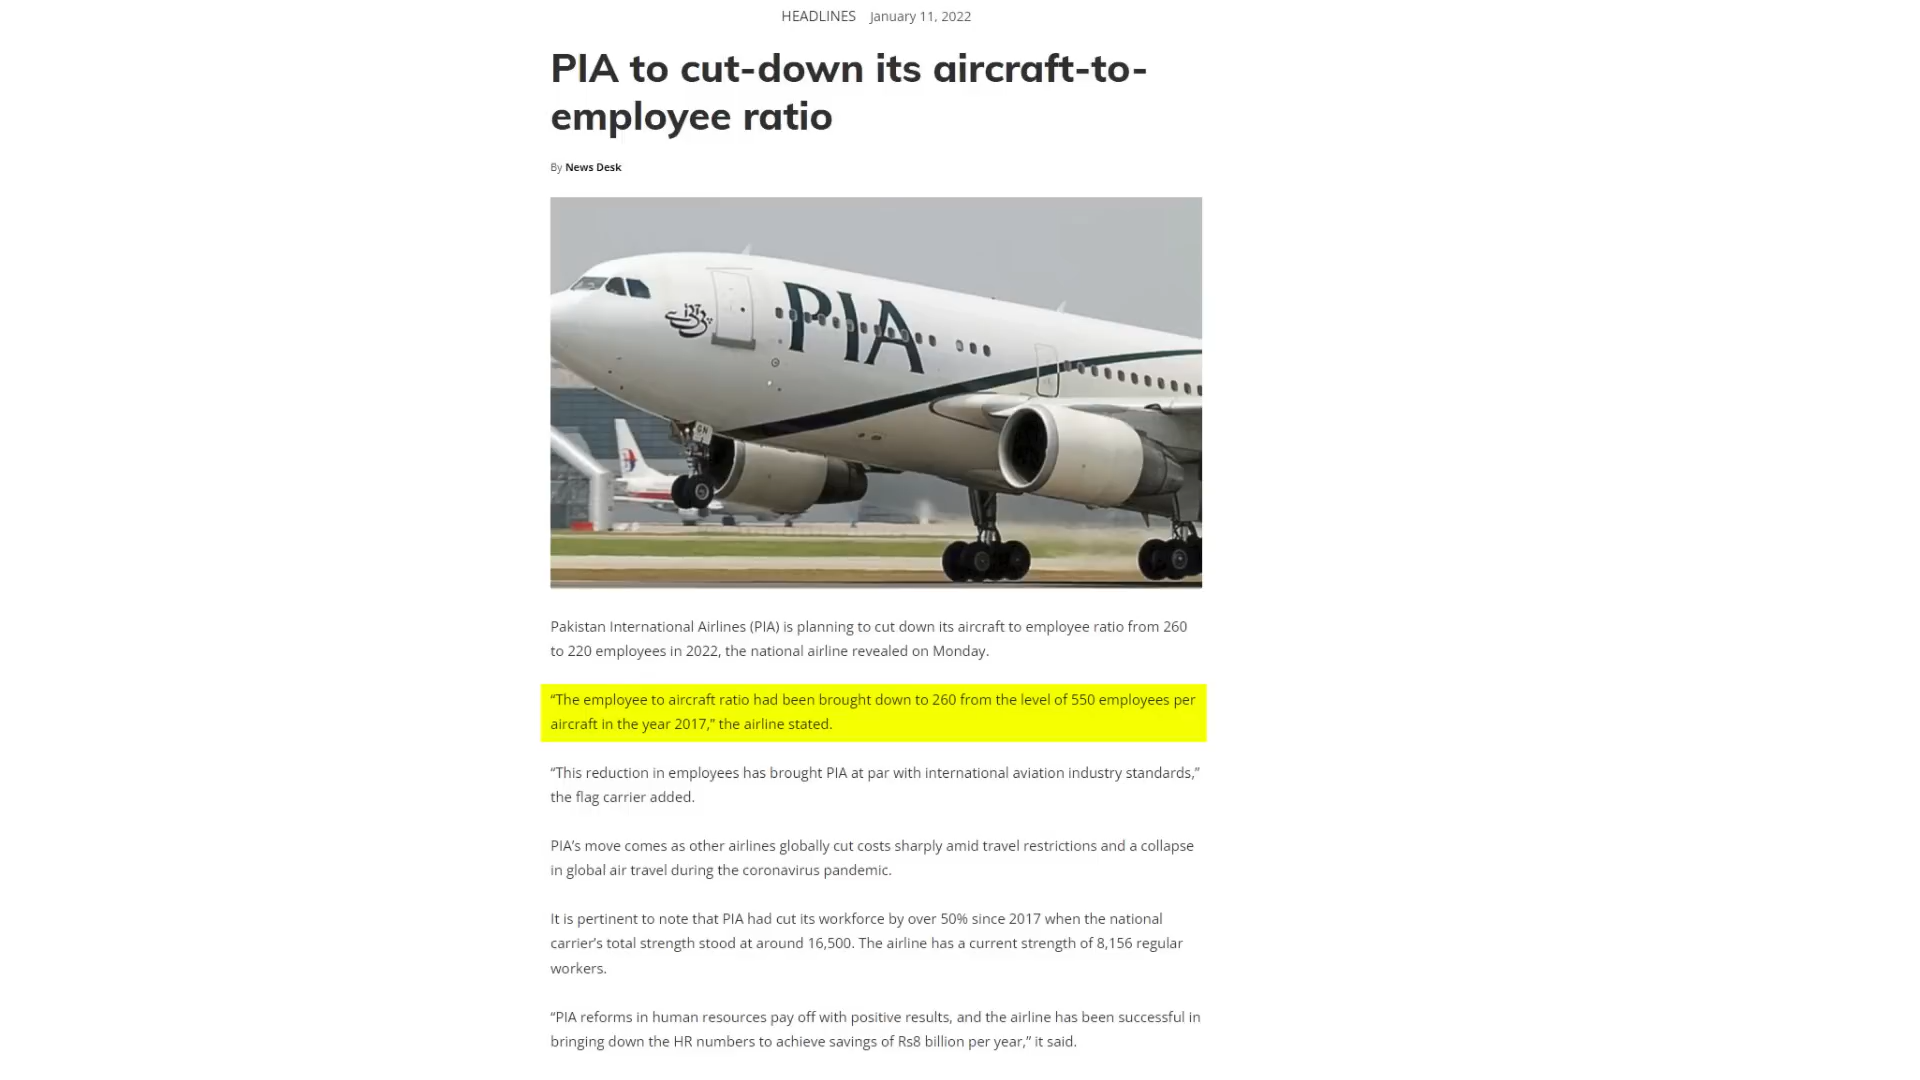 HEADLINES January 11, 2022
PIA to cut-down its aircraft-to-
employee ratio
By News Desk
PIA
GN
Pakistan International Airlines (PIA) is planning to cut down its aircraft to employee ratio from 260
to 220 employees in 2022, the national airline revealed on Monday.
“The employee to aircraft ratio had been brought down to 260 from the level of 550 employees per
aircraft in the year 2017,” the airline stated.
“This reduction in employees has brought PIA at par with international aviation industry standards,”
the flag carrier added.
PIA’s move comes as other airlines globally cut costs sharply amid travel restrictions and a collapse
in global air travel during the coronavirus pandemic.
It is pertinent to note that PIA had cut its workforce by over 50% since 2017 when the national
carrier’s total strength stood at around 16,500. The airline has a current strength of 8,156 regular
workers.
“PIA reforms in human resources pay off with positive results, and the airline has been successful in
bringing down the HR numbers to achieve savings of Rs8 billion per year,” it said.